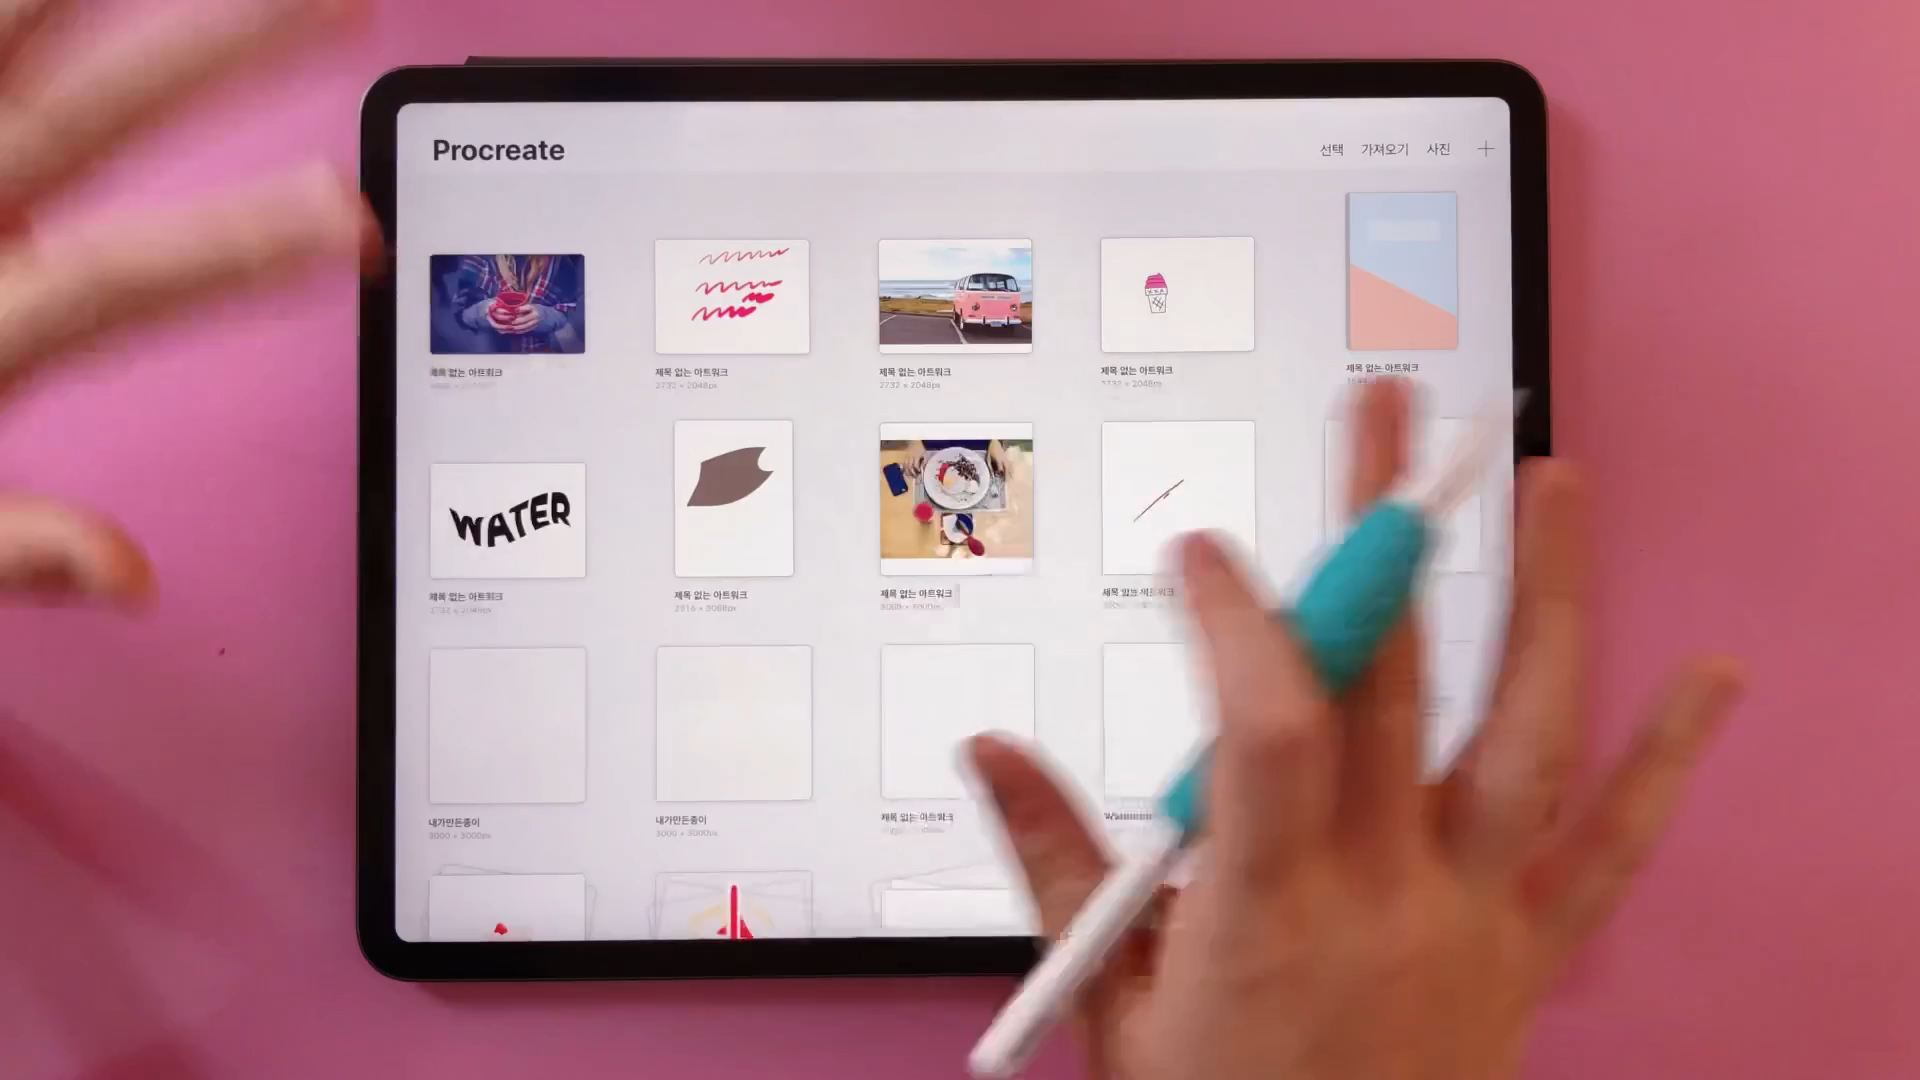 Procreate
선택 가져오기 사진
제목 없는 아트워크
제목 없는 아트워크
2732 × 2048px
제목 없는 아트워크
2732 × 2048px
제목 없는 아트워크
2732 × 2048px
제목 없는 아트워크
WATER
제목 없는 아트워크
제목 없는 아트워크
제목 없는 아트워크
내가만든종이
3000 × 3000px
내가만든종이
3000 × 3000px
제목 없는 아트워크